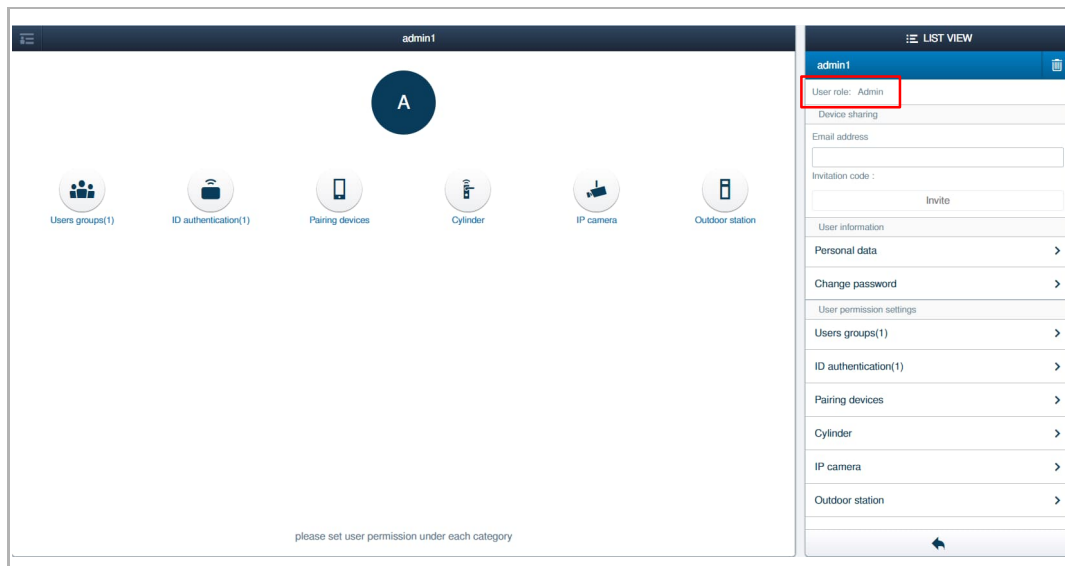 admin1
A
Users groups(1)
ID authentication(1)
Pairing devices
Cylinder
IP camera
Outdoor station
please set user permission under each category
LIST VIEW
admin1
User role: Admin
Device sharing
Email address
Invitation code :
Invite
User information
Personal data
Change password
User permission settings
Users groups(1)
ID authentication(1)
Pairing devices
Cylinder
IP camera
Outdoor station